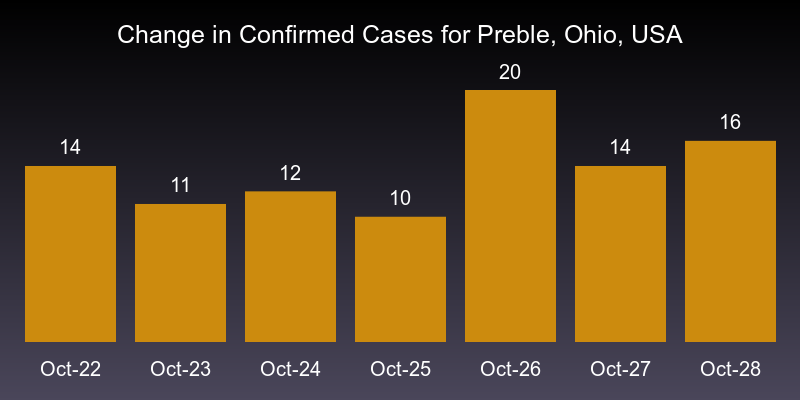 Change in Confirmed Cases for Preble, Ohio, USA
14
11
12
10
20
14
16
Oct-22
Oct-23
Oct-24
Oct-25
Oct-26
Oct-27
Oct-28